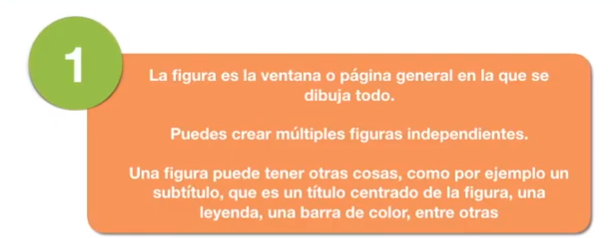 1
La figura es la ventana o página general en la que se
dibuja todo.
Puedes crear múltiples figuras independientes.
Una figura puede tener otras cosas, como por ejemplo un
subtítulo, que es un título centrado de la figura, una
leyenda, una barra de color, entre otras